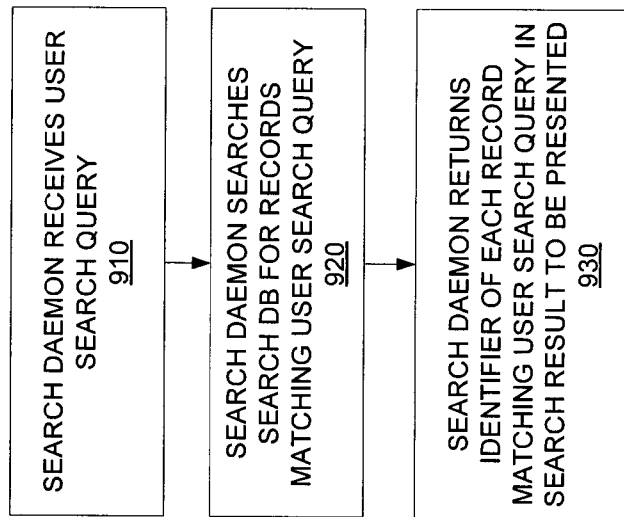 SEARCH DAEMON RECEIVES USER
SEARCH QUERY
910
SEARCH DAEMON SEARCHES
SEARCH DB FOR RECORDS
MATCHING USER SEARCH QUERY
920
SEARCH DAEMON RETURNS
IDENTIFIER OF EACH RECORD
MATCHING USER SEARCH QUERY IN
SEARCH RESULT TO BE PRESENTED
930